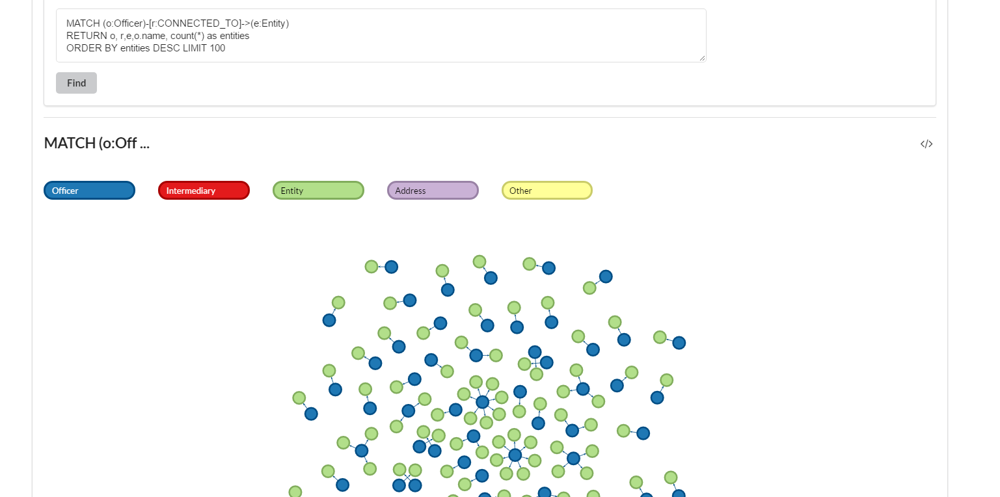 MATCH (o:Officer)-[r:CONNECTED_TO]->(e:Entity)
RETURN o, r,e,o.name, count(*) as entities
ORDER BY entities DESC LIMIT 100
Find
MATCH (o:Off ...
</>
Officer
Intermediary
Entity
Address
Other